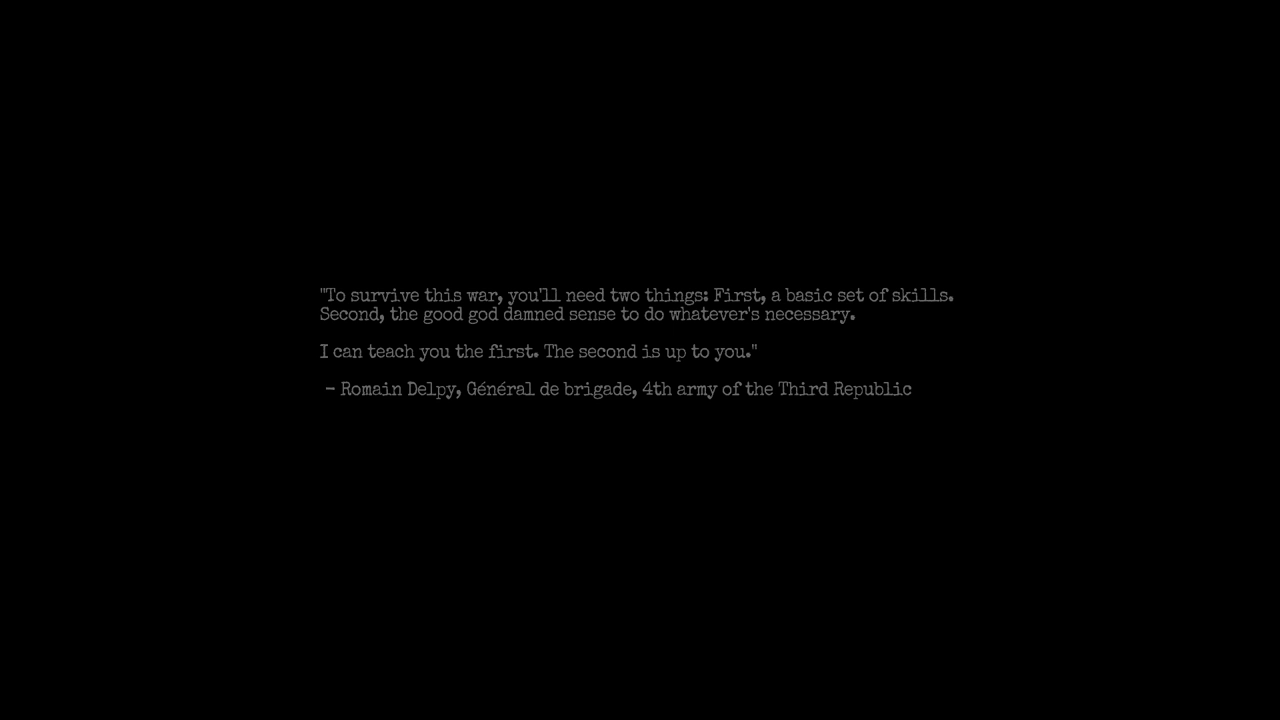 "To survive this war, you'll need two things: First, a basic set of skills.
Second, the good god damned sense to do whatever's necessary.
I can teach you the first. The second is up to you."
– Romain Delpy, Général de brigade, 4th army of the Third Republic